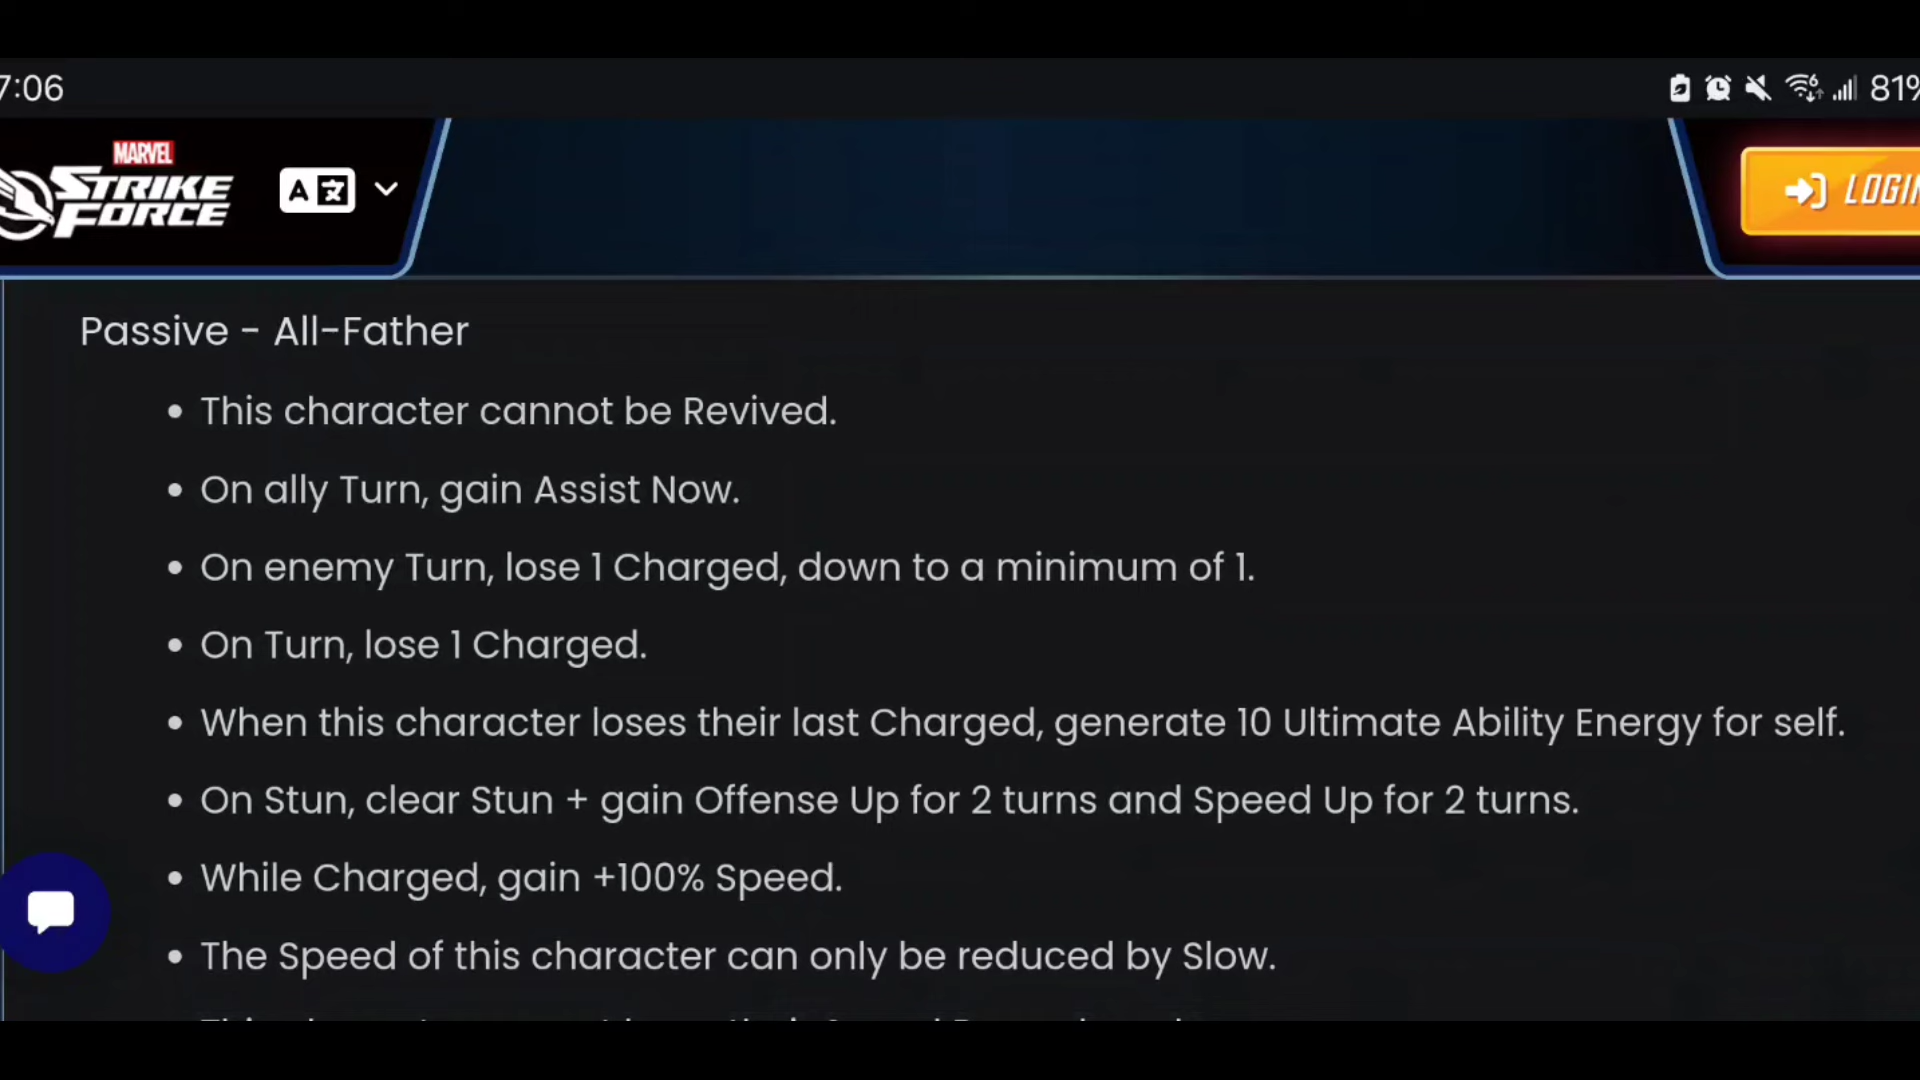 7:06
81%
MARVEL
STRIKE
FORCE
A 文
LOGIN
Passive - All-Father
• This character cannot be Revived.
• On ally Turn, gain Assist Now.
• On enemy Turn, lose 1 Charged, down to a minimum of 1.
• On Turn, lose 1 Charged.
• When this character loses their last Charged, generate 10 Ultimate Ability Energy for self.
• On Stun, clear Stun + gain Offense Up for 2 turns and Speed Up for 2 turns.
• While Charged, gain +100% Speed.
• The Speed of this character can only be reduced by Slow.